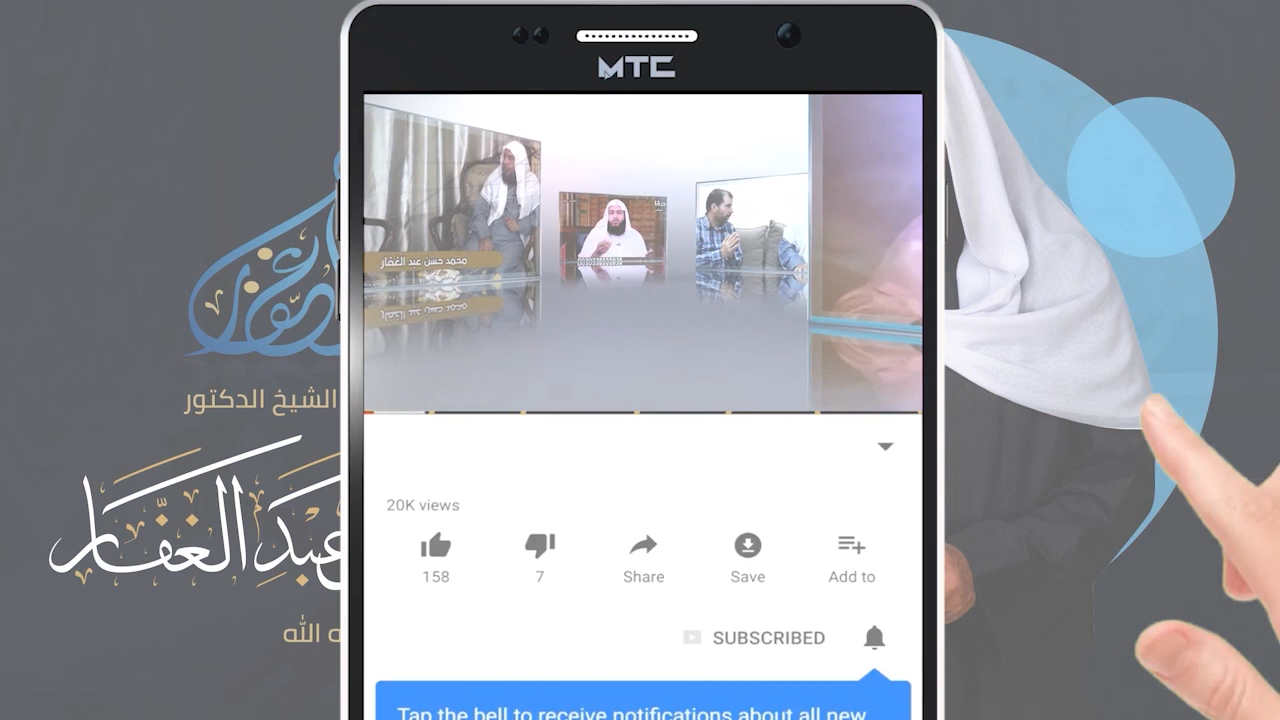 MTC
محمد حسن عبد الغفار
الشيخ الدكتور
عبد الغفار
الله
20K views
158
7
Share
Save
Add to
SUBSCRIBED
Tap the bell to receive notifications about all new